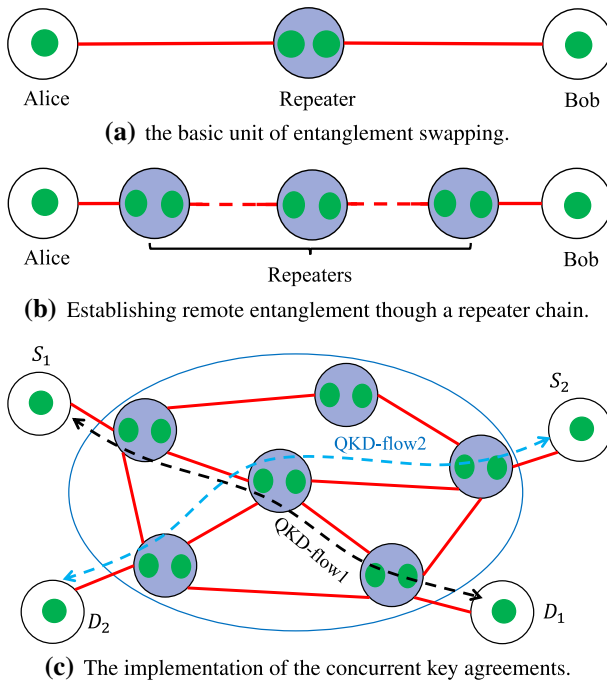 Alice Repeater Bob
(a) the basic unit of entanglement swapping.
Alice Repeaters Bob
(b) Establishing remote entanglement though a repeater chain.
S₁ S₂
QKD-flow2
QKD-flow1
D₂ D₁
(c) The implementation of the concurrent key agreements.